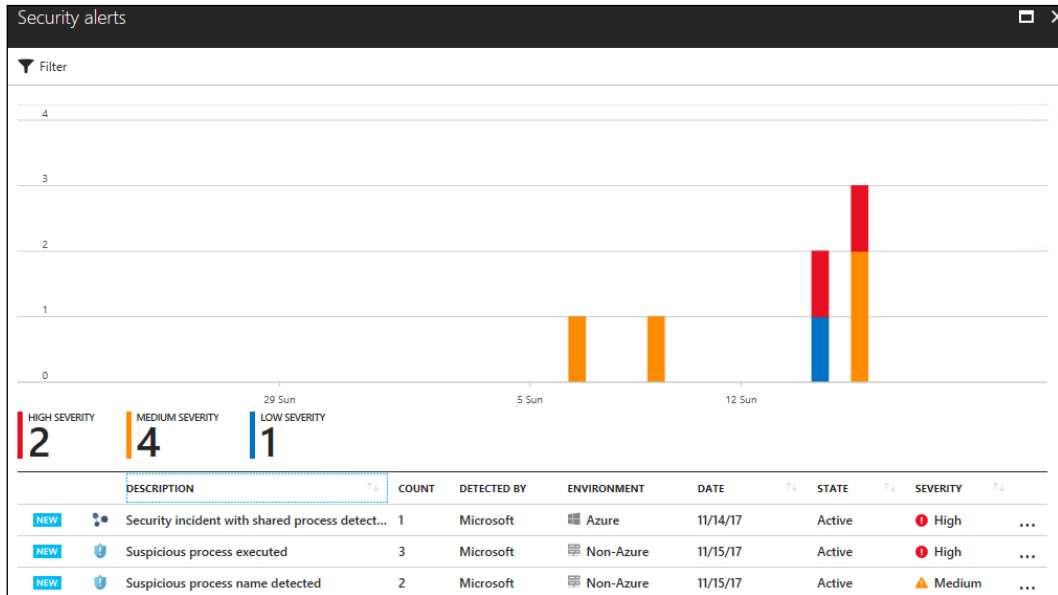 Security alerts
Filter
4
3
2
1
0
29 Sun 5 Sun 12 Sun
HIGH SEVERITY MEDIUM SEVERITY LOW SEVERITY
2 4 1
DESCRIPTION COUNT DETECTED BY ENVIRONMENT DATE STATE SEVERITY
NEW Security incident with shared process detect... 1 Microsoft Azure 11/14/17 Active High ...
NEW Suspicious process executed 3 Microsoft Non-Azure 11/15/17 Active High ...
NEW Suspicious process name detected 2 Microsoft Non-Azure 11/15/17 Active Medium ...